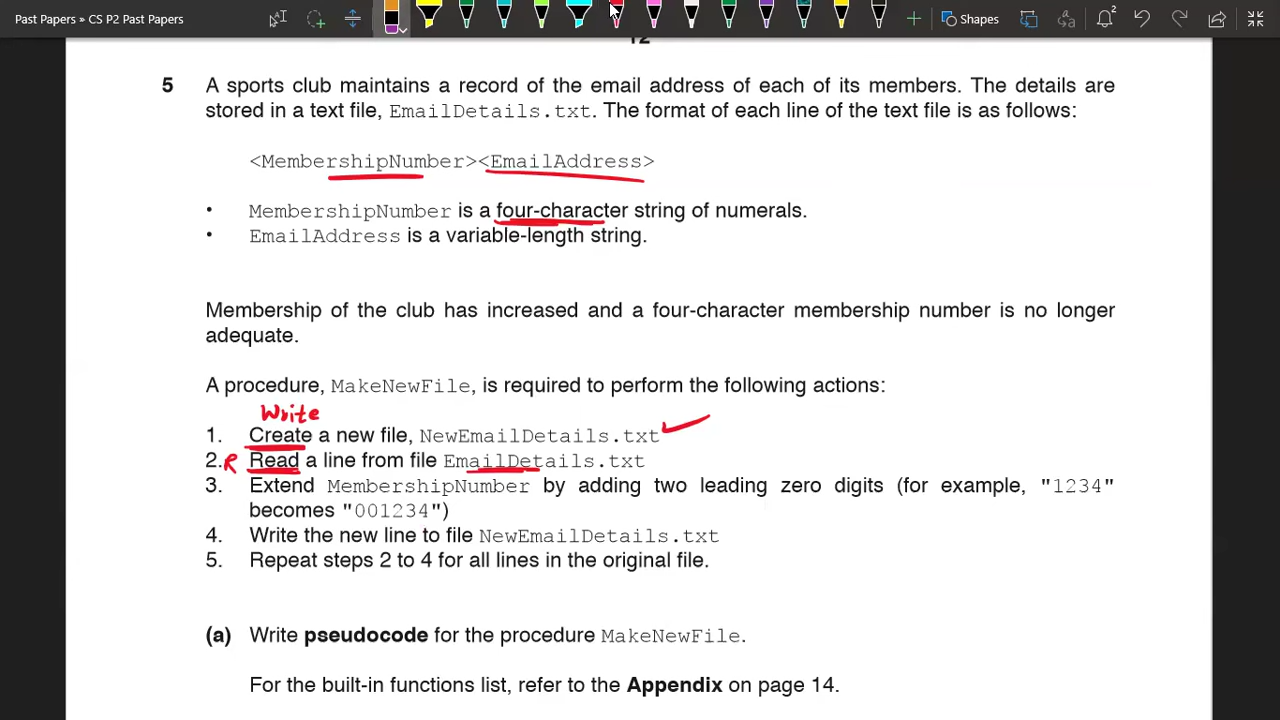 Past Papers » CS P2 Past Papers
Shapes
12
5 A sports club maintains a record of the email address of each of its members. The details are
stored in a text file, EmailDetails.txt. The format of each line of the text file is as follows:
<MembershipNumber><EmailAddress>
• MembershipNumber is a four-character string of numerals.
• EmailAddress is a variable-length string.
Membership of the club has increased and a four-character membership number is no longer
adequate.
A procedure, MakeNewFile, is required to perform the following actions:
Write
1. Create a new file, NewEmailDetails.txt
2. R Read a line from file EmailDetails.txt
3. Extend MembershipNumber by adding two leading zero digits (for example, "1234"
becomes "001234")
4. Write the new line to file NewEmailDetails.txt
5. Repeat steps 2 to 4 for all lines in the original file.
(a) Write pseudocode for the procedure MakeNewFile.
For the built-in functions list, refer to the Appendix on page 14.